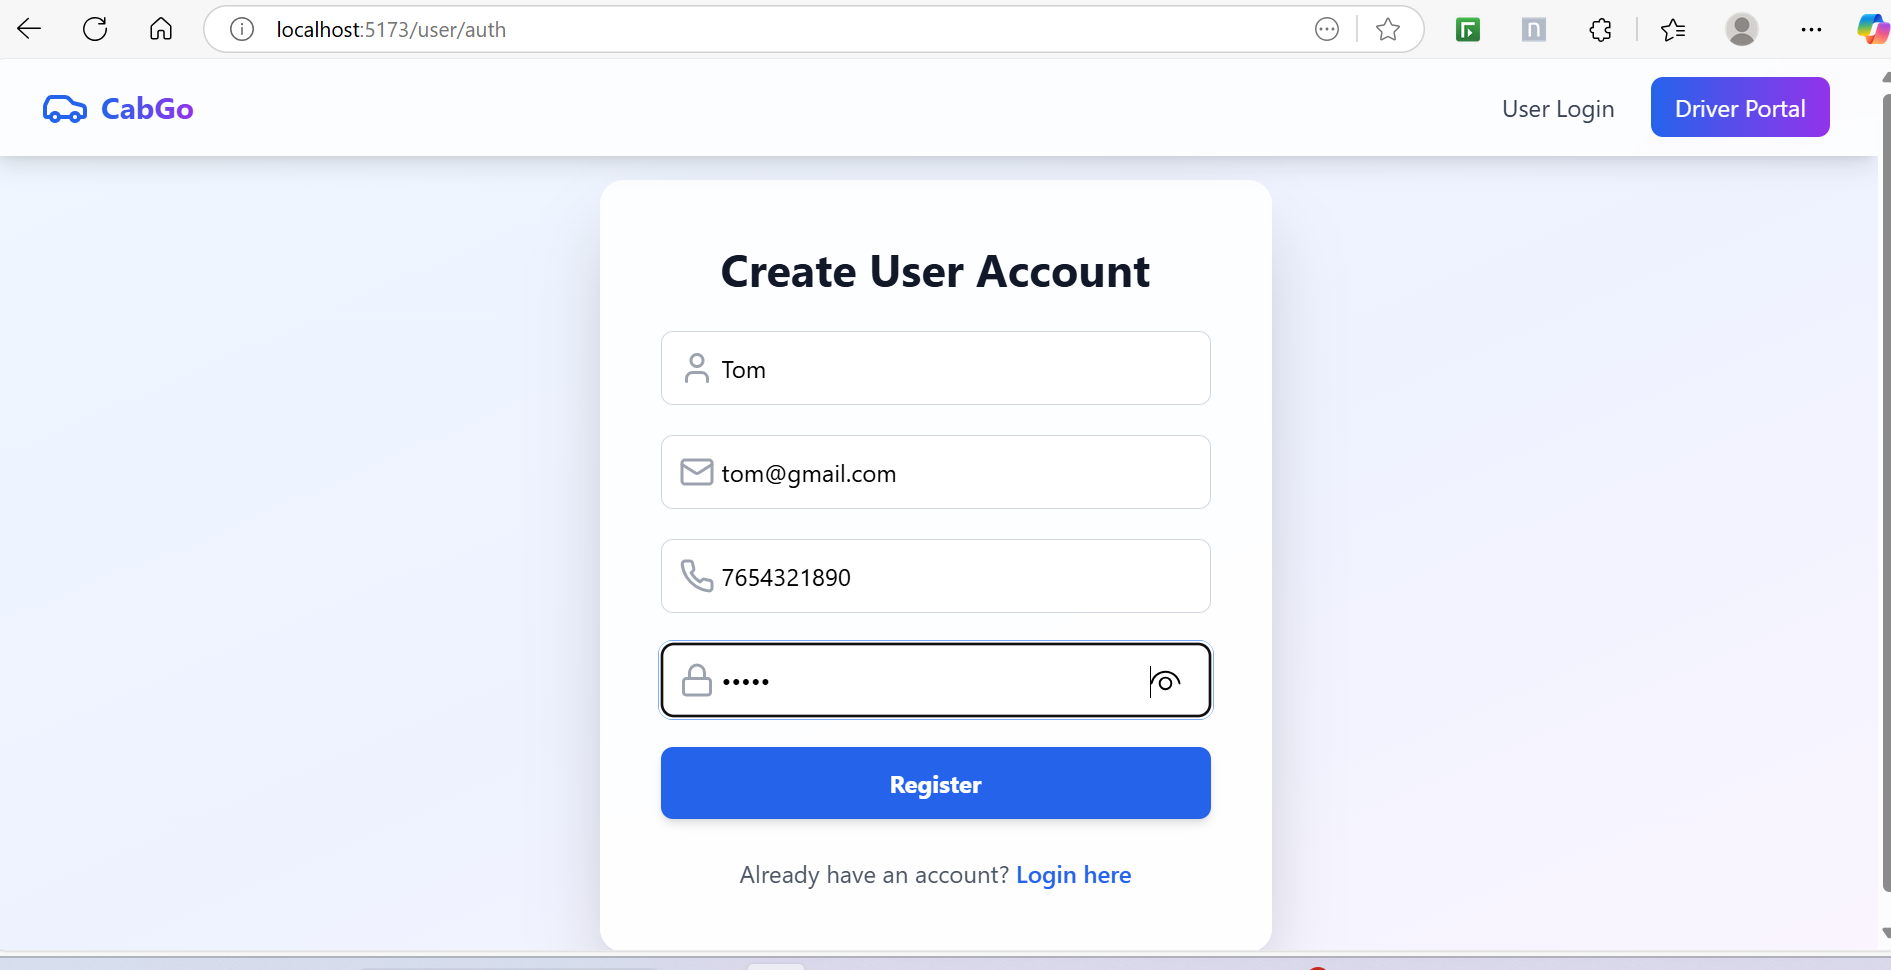 localhost:5173/user/auth
CabGo
User Login
Driver Portal
Create User Account
Tom
tom@gmail.com
7654321890
•••••
Register
Already have an account? Login here